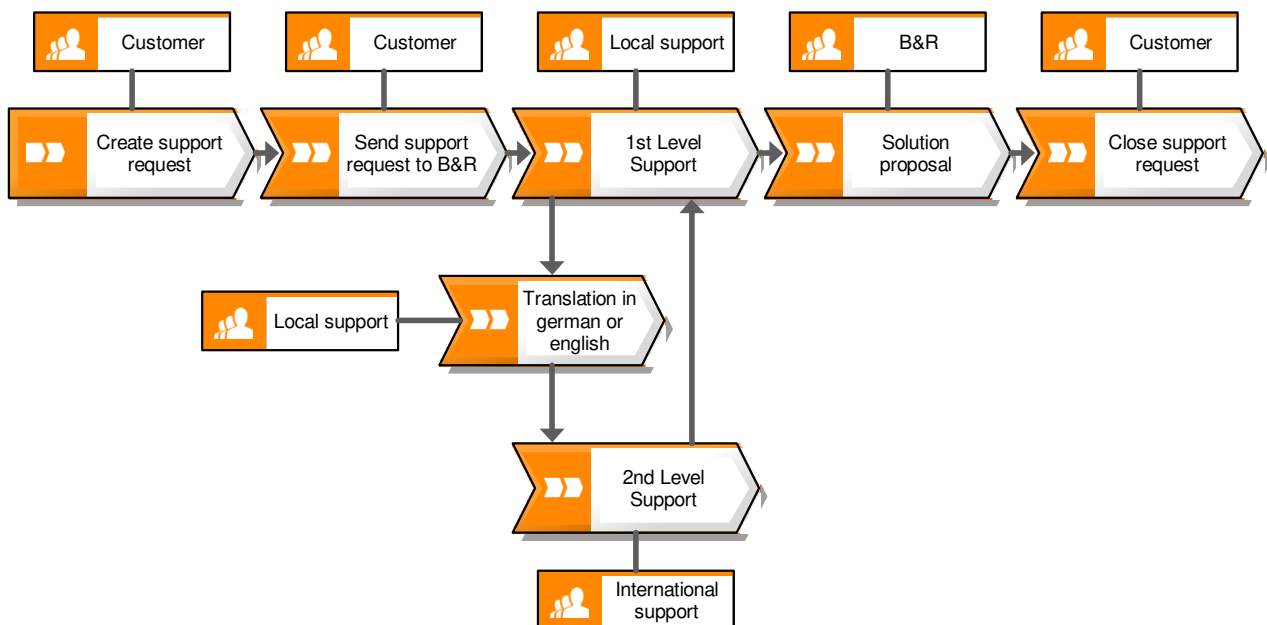 Customer
Customer
Local support
B&R
Customer
Create support
request
Send support
request to B&R
1st Level
Support
Solution
proposal
Close support
request
Local support
Translation in
german or
english
2nd Level
Support
International
support